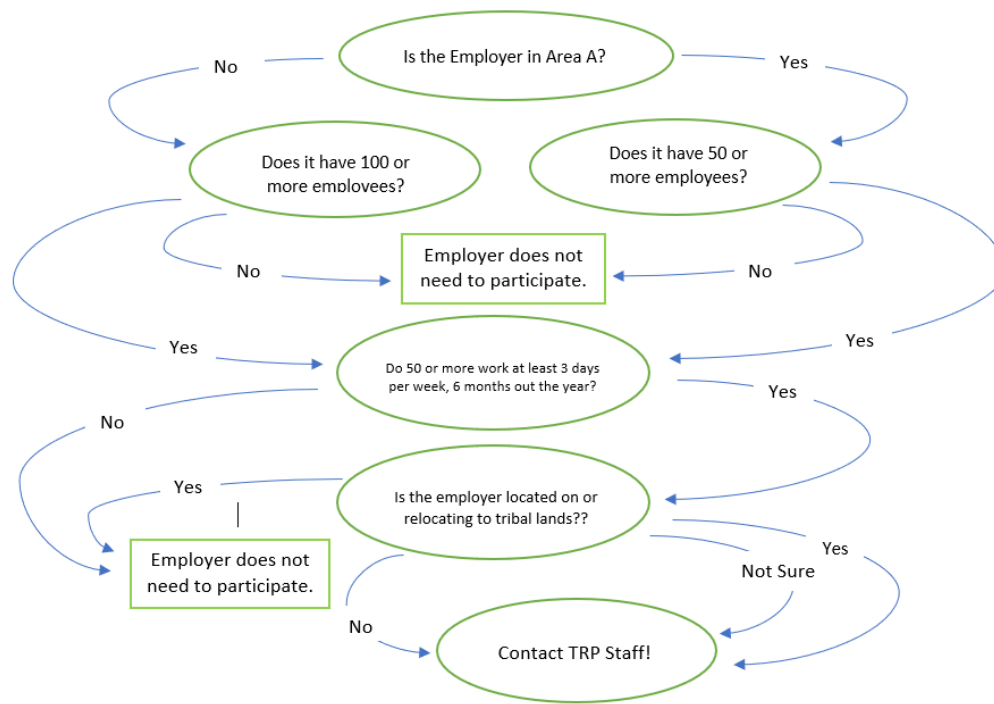 Is the Employer in Area A?
No
Yes
Does it have 100 or
more employees?
Does it have 50 or
more employees?
Employer does not
need to participate.
No
No
Yes
Yes
Do 50 or more work at least 3 days
per week, 6 months out the year?
Yes
No
Yes
Is the employer located on or
relocating to tribal lands??
Yes
Not Sure
Employer does not
need to participate.
No
Contact TRP Staff!